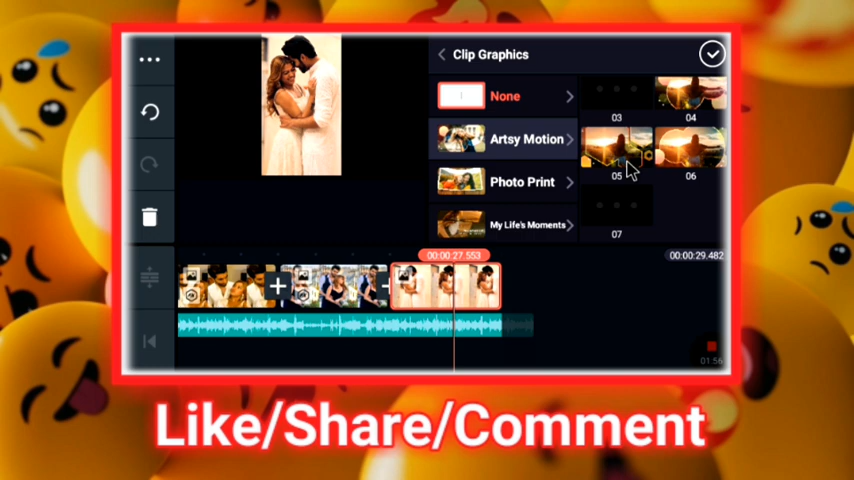 Clip Graphics
None
03
04
Artsy Motion
05
06
Photo Print
My Life's Moments
07
00:00:27.553
00:00:29.482
01:56
Like/Share/Comment